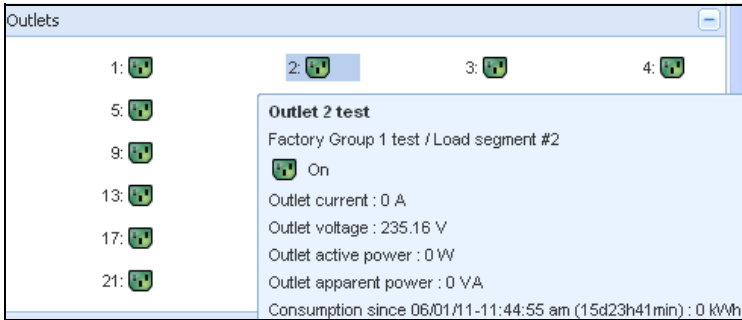 Outlets
1: 2: 3: 4:
5:
9:
13:
17:
21:
Outlet 2 test
Factory Group 1 test / Load segment #2
On
Outlet current : 0 A
Outlet voltage : 235.16 V
Outlet active power : 0 W
Outlet apparent power : 0 VA
Consumption since 06/01/11-11:44:55 am (15d23h41min) : 0 kWh